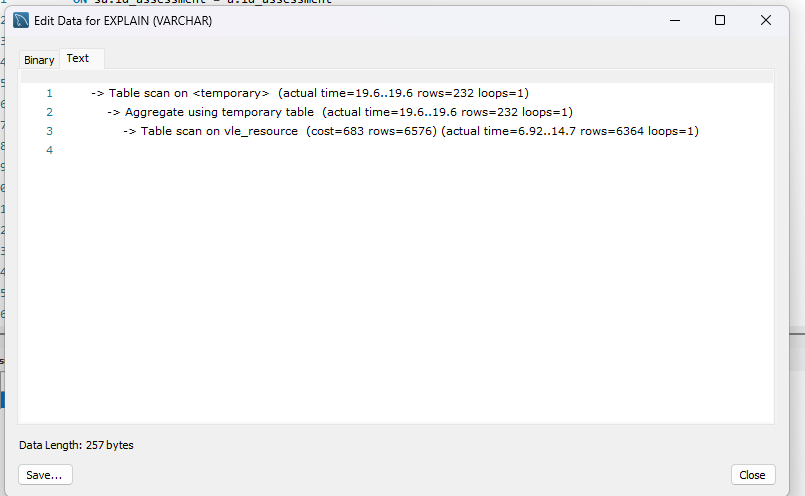 Edit Data for EXPLAIN (VARCHAR)
Binary
Text
1 -> Table scan on <temporary> (actual time=19.6..19.6 rows=232 loops=1)
2 -> Aggregate using temporary table (actual time=19.6..19.6 rows=232 loops=1)
3 -> Table scan on vle_resource (cost=683 rows=6576) (actual time=6.92..14.7 rows=6364 loops=1)
4
Data Length: 257 bytes
Save...
Close